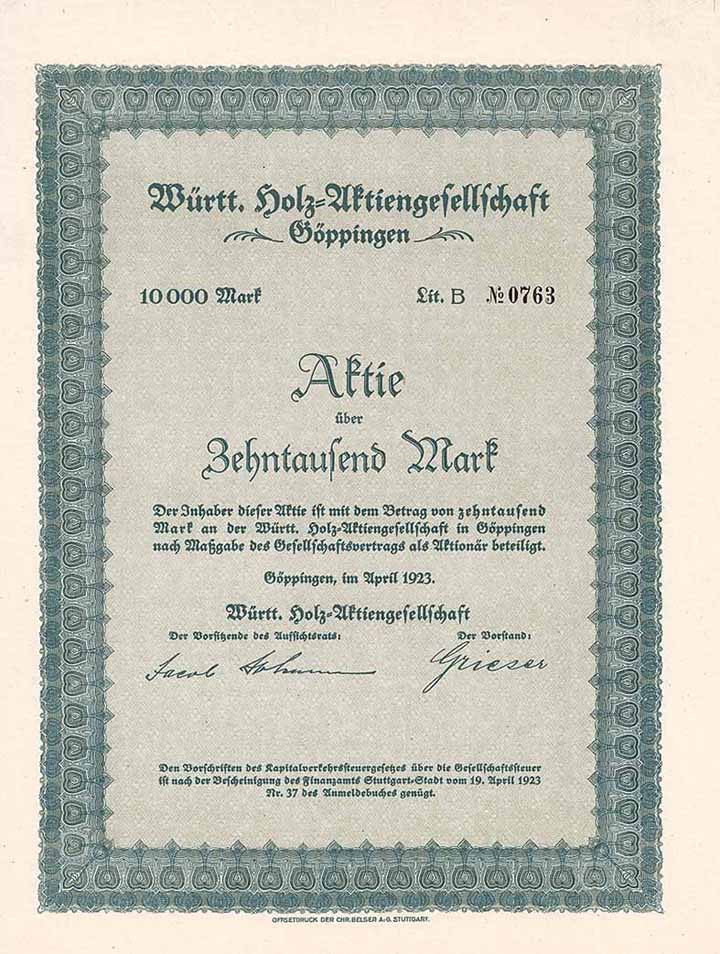 Württ. Holz-Aktiengesellschaft
Göppingen
10 000 Mark Lit. B № 0763
Aktie
über
Zehntausend Mark
Der Inhaber dieser Aktie ist mit dem Betrag von zehntausend
Mark an der Württ. Holz-Aktiengesellschaft in Göppingen
nach Maßgabe des Gesellschaftsvertrags als Aktionär beteiligt.
Göppingen, im April 1923.
Württ. Holz-Aktiengesellschaft
Der Vorsitzende des Aufsichtsrats: Der Vorstand:
Jacob Grieser
Den Vorschriften des Kapitalverkehrssteuergesetzes über die Gesellschaftssteuer
ist nach der Bescheinigung des Finanzamts Stuttgart-Stadt vom 19. April 1923
Nr. 37 des Anmeldebuches genügt.
OFFSETDRUCK DER CHR. BELSER A.G. STUTTGART.